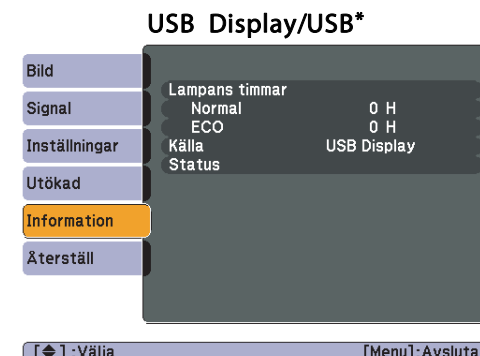 USB Display/USB*
Bild
Signal
Inställningar
Utökad
Information
Återställ
Lampans timmar
Normal 0 H
ECO 0 H
Källa USB Display
Status
[◆] :Välja [Menu]:Avsluta